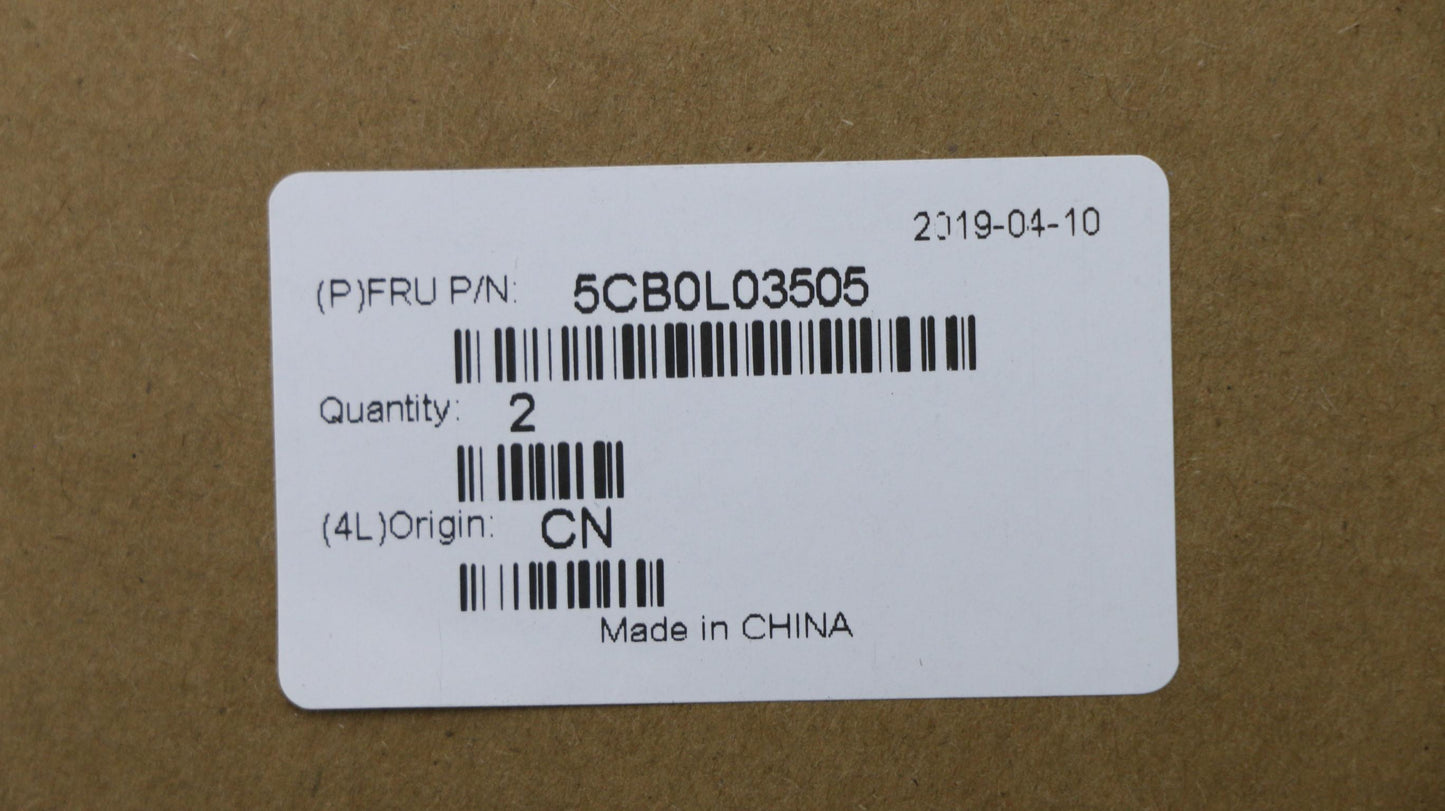 2019-04-10
(P)FRU P/N: 5CB0L03505
Quantity: 2
(4L)Origin: CN
Made in CHINA